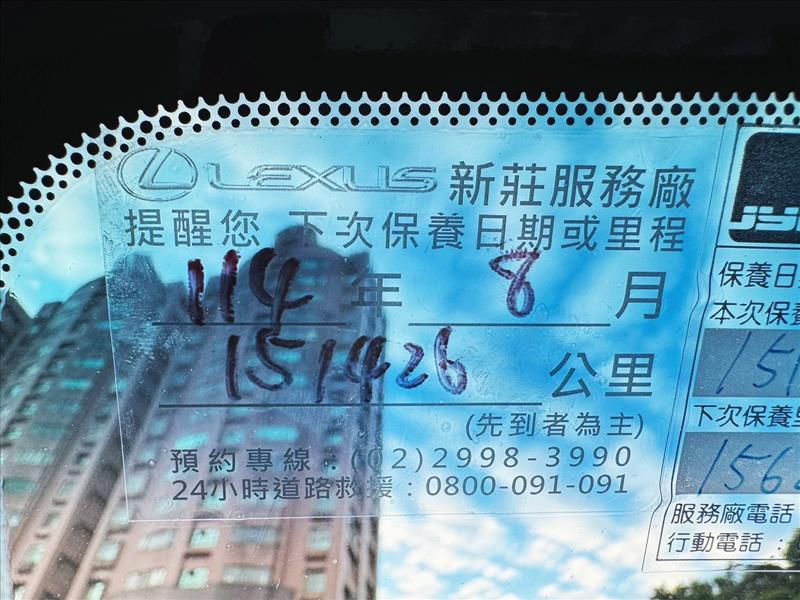 LEXUS 新莊服務廠
提醒您 下次保養日期或里程
114 年 8 月
151426 公里
(先到者為主)
預約專線：(02)2998-3990
24小時道路救援：0800-091-091
保養日
本次保養
下次保養
服務廠電話
行動電話：